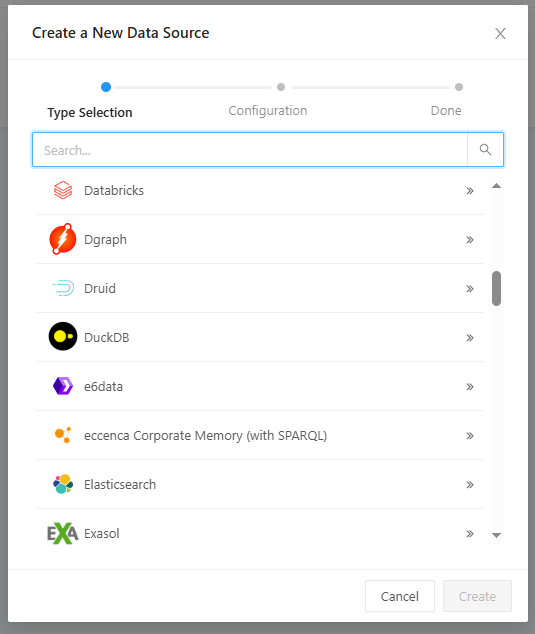 Create a New Data Source
Type Selection
Configuration
Done
Search...
Databricks
Dgraph
Druid
DuckDB
e6data
eccenca Corporate Memory (with SPARQL)
Elasticsearch
EXA Exasol
Cancel
Create